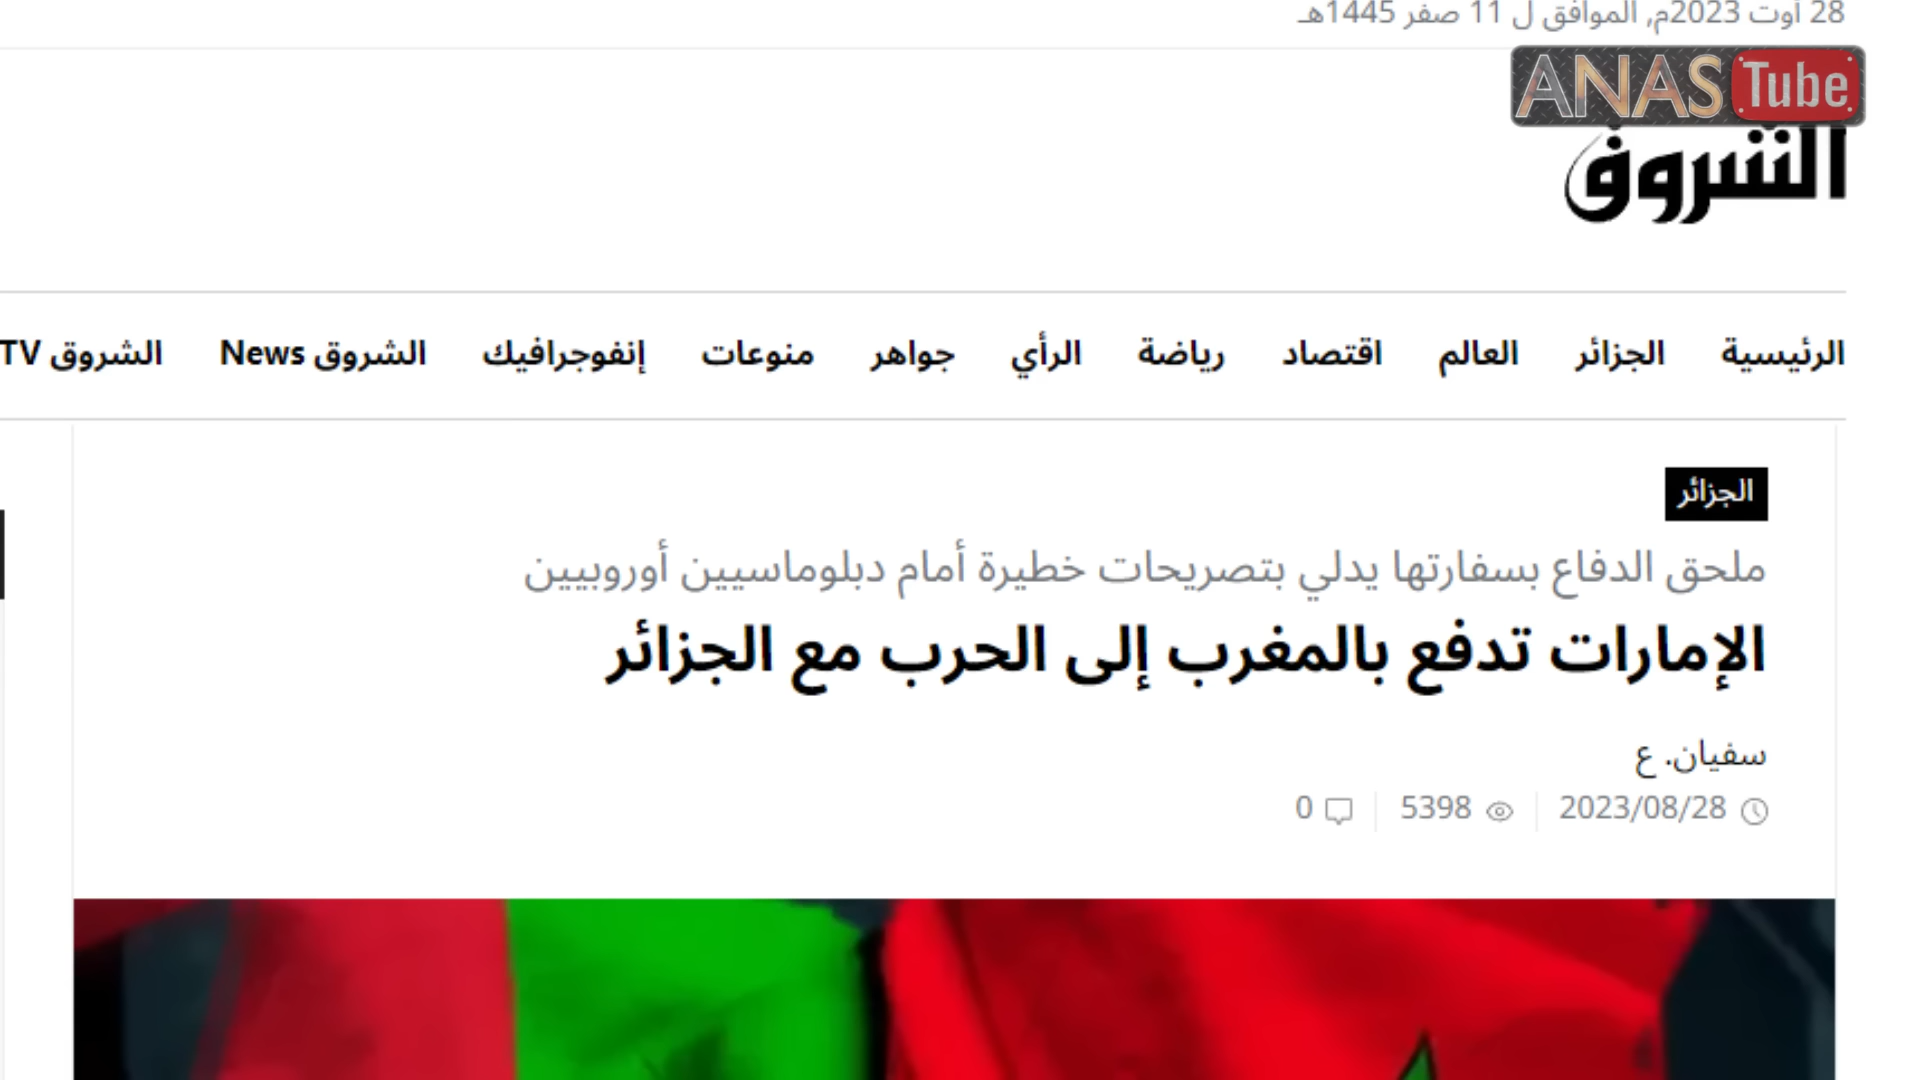 28 أوت 2023م, الموافق ل 11 صفر 1445هـ
ANAS Tube
الشروق
الرئيسية الجزائر العالم اقتصاد رياضة الرأي جواهر منوعات إنفوجرافيك الشروق News الشروق TV
الجزائر
ملحق الدفاع بسفارتها يدلي بتصريحات خطيرة أمام دبلوماسيين أوروبيين
الإمارات تدفع بالمغرب إلى الحرب مع الجزائر
سفيان. ع
2023/08/28 5398 0